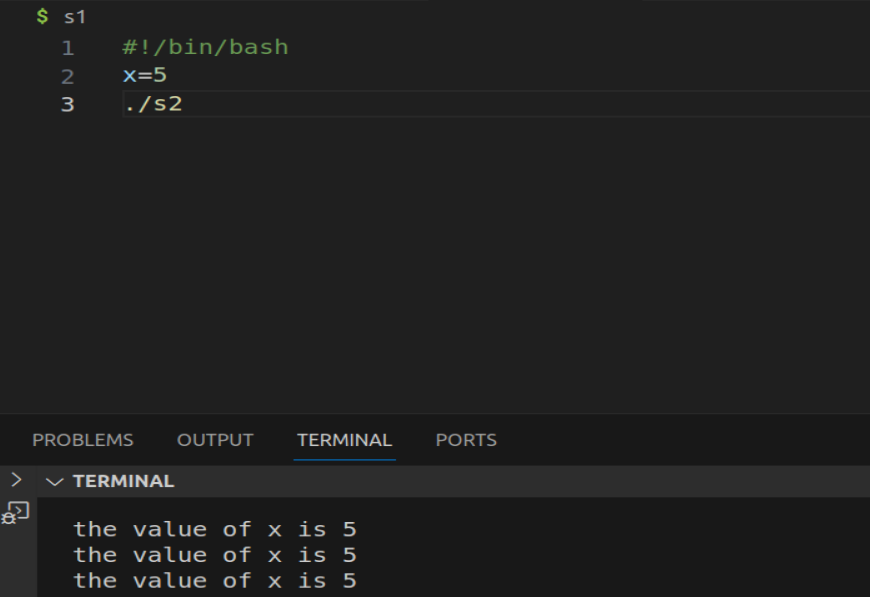 $ s1
1 #!/bin/bash
2 x=5
3 ./s2
PROBLEMS OUTPUT TERMINAL PORTS
TERMINAL
the value of x is 5
the value of x is 5
the value of x is 5